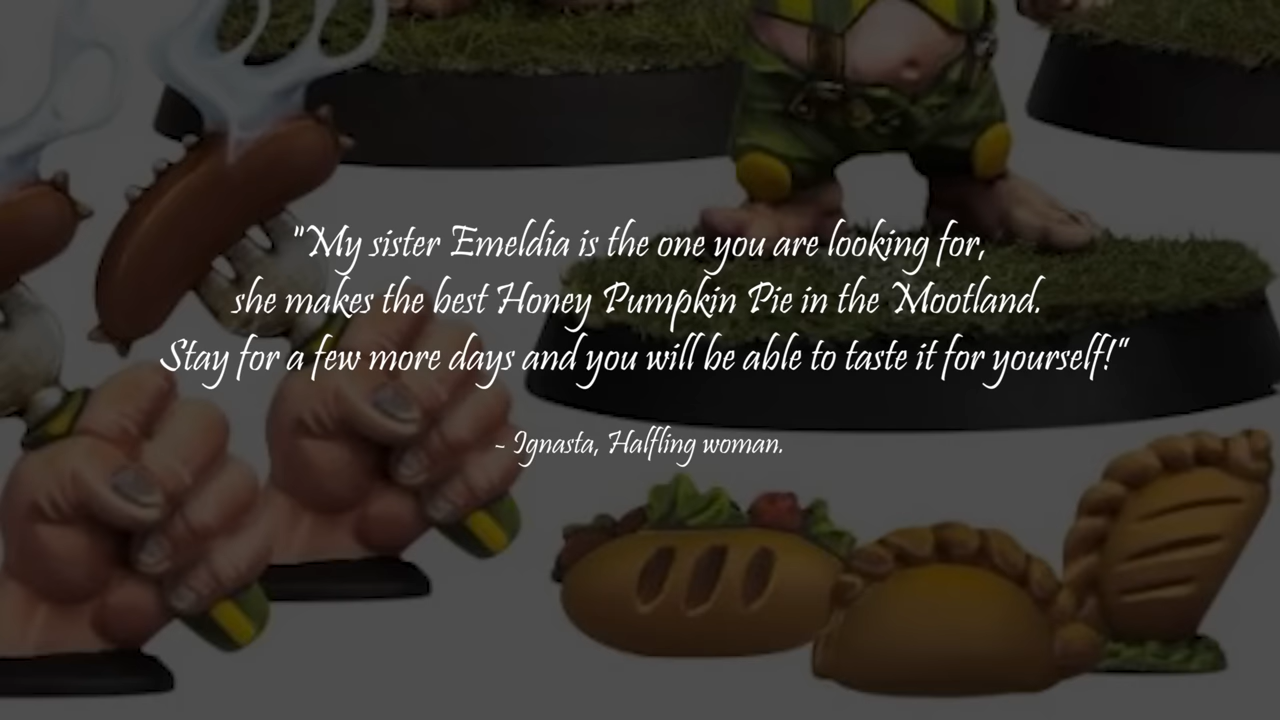 "My sister Emeldia is the one you are looking for,
she makes the best Honey Pumpkin Pie in the Mootland.
Stay for a few more days and you will be able to taste it for yourself!"
- Ignasta, Halfling woman.